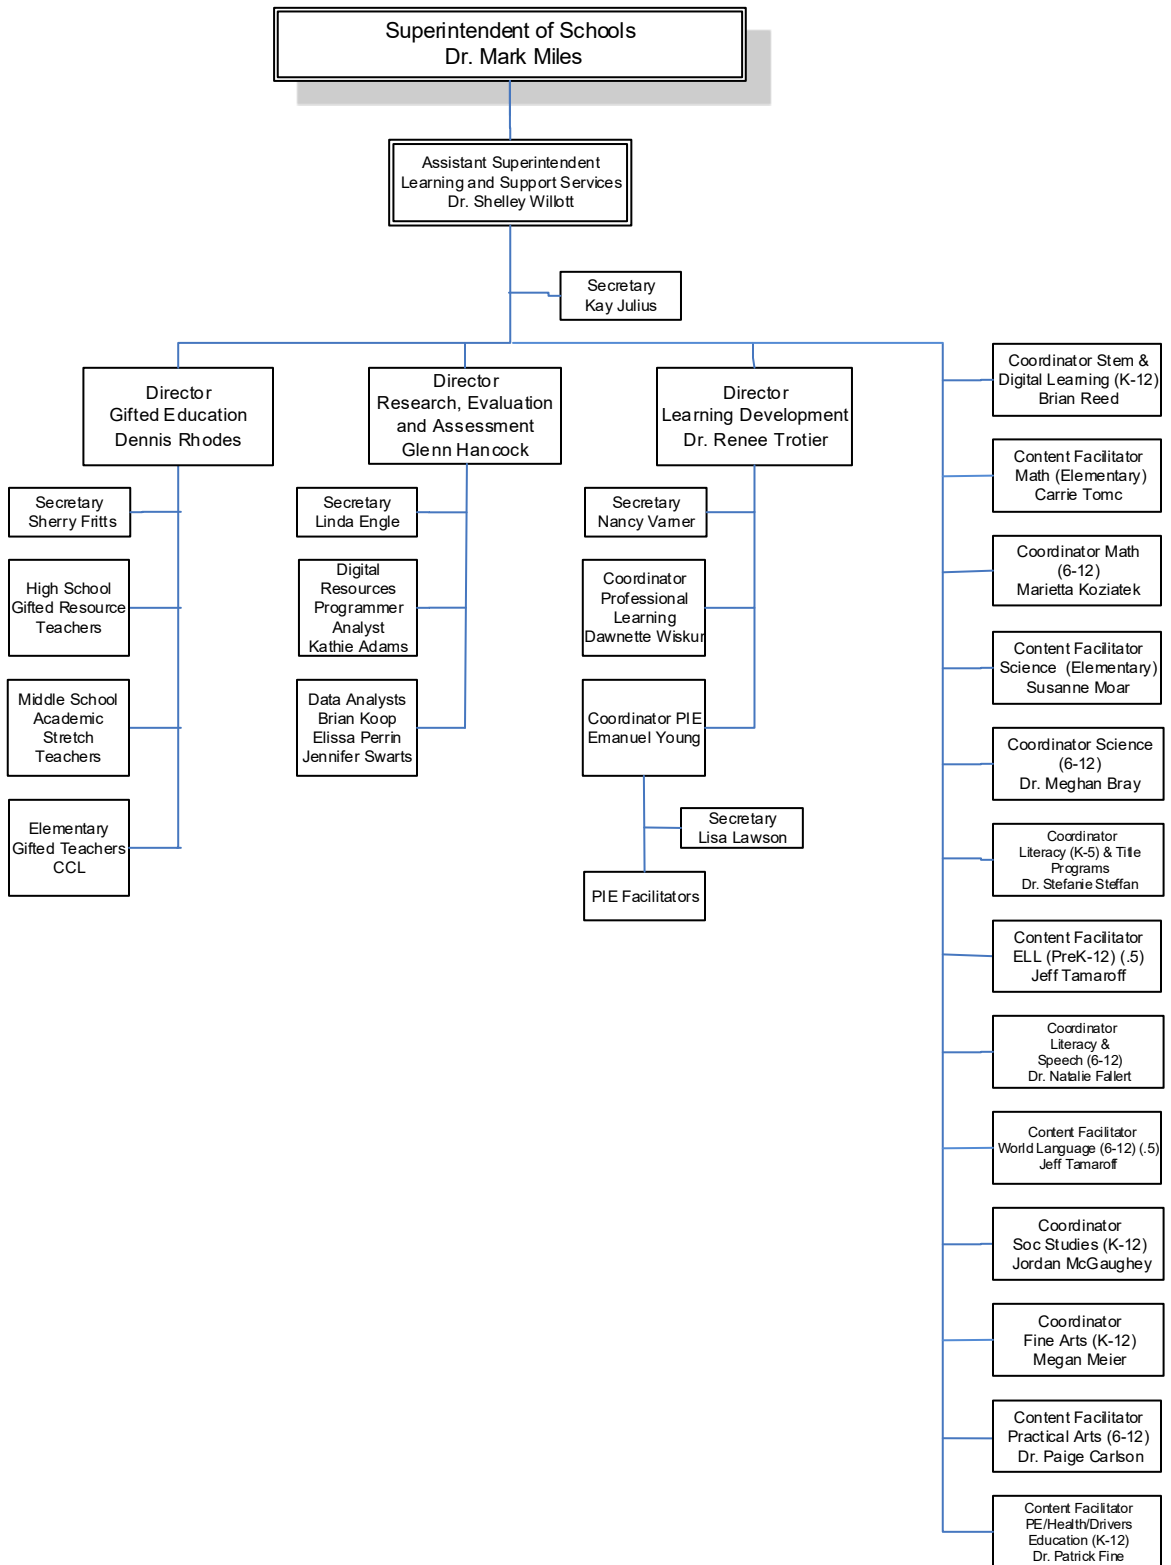 Superintendent of Schools
Dr. Mark Miles
Assistant Superintendent
Learning and Support Services
Dr. Shelley Willott
Secretary
Kay Julius
Director
Gifted Education
Dennis Rhodes
Secretary
Sherry Fritts
High School
Gifted Resource
Teachers
Middle School
Academic
Stretch
Teachers
Elementary
Gifted Teachers
CCL
Director
Research, Evaluation
and Assessment
Glenn Hancock
Secretary
Linda Engle
Digital
Resources
Programmer
Analyst
Kathie Adams
Data Analysts
Brian Koop
Elissa Perrin
Jennifer Swarts
Director
Learning Development
Dr. Renee Trotier
Secretary
Nancy Varner
Coordinator
Professional
Learning
Dawnette Wiskur
Coordinator PIE
Emanuel Young
Secretary
Lisa Lawson
PIE Facilitators
Coordinator Stem &
Digital Learning (K-12)
Brian Reed
Content Facilitator
Math (Elementary)
Carrie Tomc
Coordinator Math
(6-12)
Marietta Koziatek
Content Facilitator
Science (Elementary)
Susanne Moar
Coordinator Science
(6-12)
Dr. Meghan Bray
Coordinator
Literacy (K-5) & Title
Programs
Dr. Stefanie Steffan
Content Facilitator
ELL (PreK-12) (.5)
Jeff Tamaroff
Coordinator
Literacy &
Speech (6-12)
Dr. Natalie Fallert
Content Facilitator
World Language (6-12) (.5)
Jeff Tamaroff
Coordinator
Soc Studies (K-12)
Jordan McGaughey
Coordinator
Fine Arts (K-12)
Megan Meier
Content Facilitator
Practical Arts (6-12)
Dr. Paige Carlson
Content Facilitator
PE/Health/Drivers
Education (K-12)
Dr. Patrick Fine